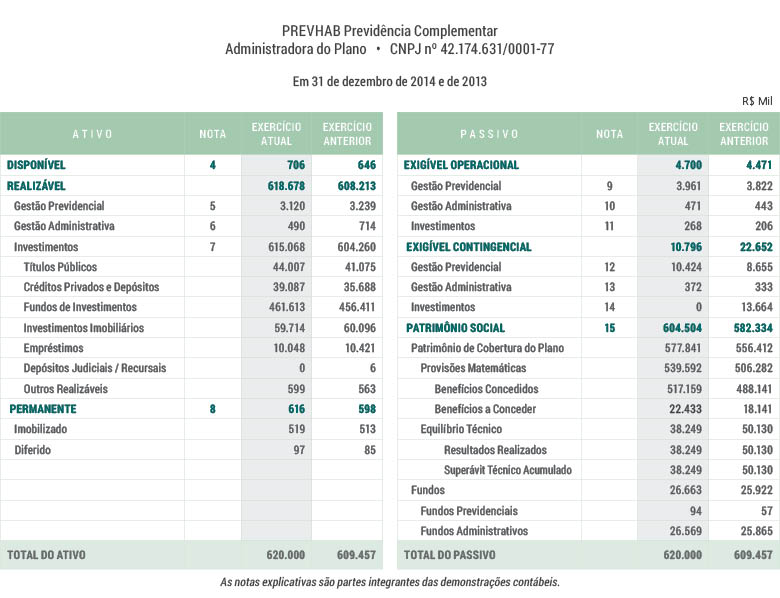 PREVHAB Previdência Complementar
Administradora do Plano • CNPJ nº 42.174.631/0001-77
Em 31 de dezembro de 2014 e de 2013
R$ Mil
ATIVO NOTA EXERCÍCIO ATUAL EXERCÍCIO ANTERIOR
DISPONÍVEL 4 706 646
REALIZÁVEL 618.678 608.213
Gestão Previdencial 5 3.120 3.239
Gestão Administrativa 6 490 714
Investimentos 7 615.068 604.260
Títulos Públicos 44.007 41.075
Créditos Privados e Depósitos 39.087 35.688
Fundos de Investimentos 461.613 456.411
Investimentos Imobiliários 59.714 60.096
Empréstimos 10.048 10.421
Depósitos Judiciais / Recursais 0 6
Outros Realizáveis 599 563
PERMANENTE 8 616 598
Imobilizado 519 513
Diferido 97 85
TOTAL DO ATIVO 620.000 609.457
PASSIVO NOTA EXERCÍCIO ATUAL EXERCÍCIO ANTERIOR
EXIGÍVEL OPERACIONAL 4.700 4.471
Gestão Previdencial 9 3.961 3.822
Gestão Administrativa 10 471 443
Investimentos 11 268 206
EXIGÍVEL CONTINGENCIAL 10.796 22.652
Gestão Previdencial 12 10.424 8.655
Gestão Administrativa 13 372 333
Investimentos 14 0 13.664
PATRIMÔNIO SOCIAL 15 604.504 582.334
Patrimônio de Cobertura do Plano 577.841 556.412
Provisões Matemáticas 539.592 506.282
Benefícios Concedidos 517.159 488.141
Benefícios a Conceder 22.433 18.141
Equilíbrio Técnico 38.249 50.130
Resultados Realizados 38.249 50.130
Superávit Técnico Acumulado 38.249 50.130
Fundos 26.663 25.922
Fundos Previdenciais 94 57
Fundos Administrativos 26.569 25.865
TOTAL DO PASSIVO 620.000 609.457
As notas explicativas são partes integrantes das demonstrações contábeis.